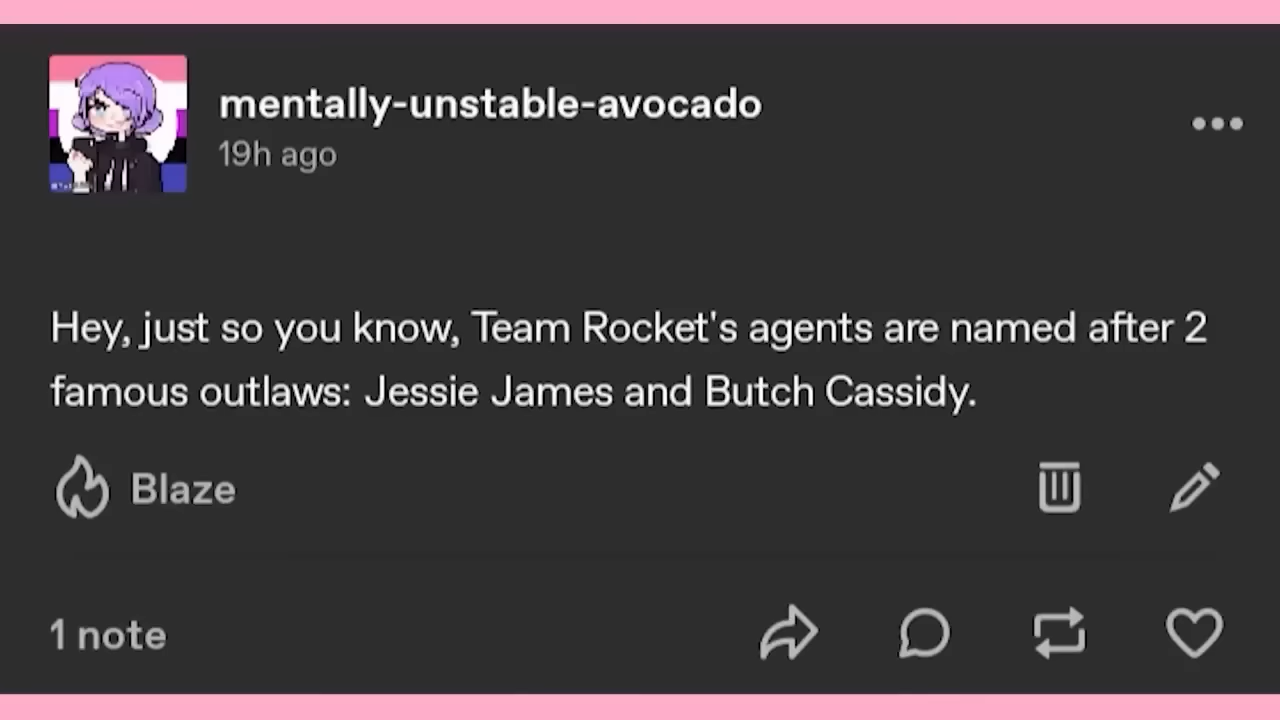 mentally-unstable-avocado
19h ago
Hey, just so you know, Team Rocket's agents are named after 2
famous outlaws: Jessie James and Butch Cassidy.
Blaze
1 note